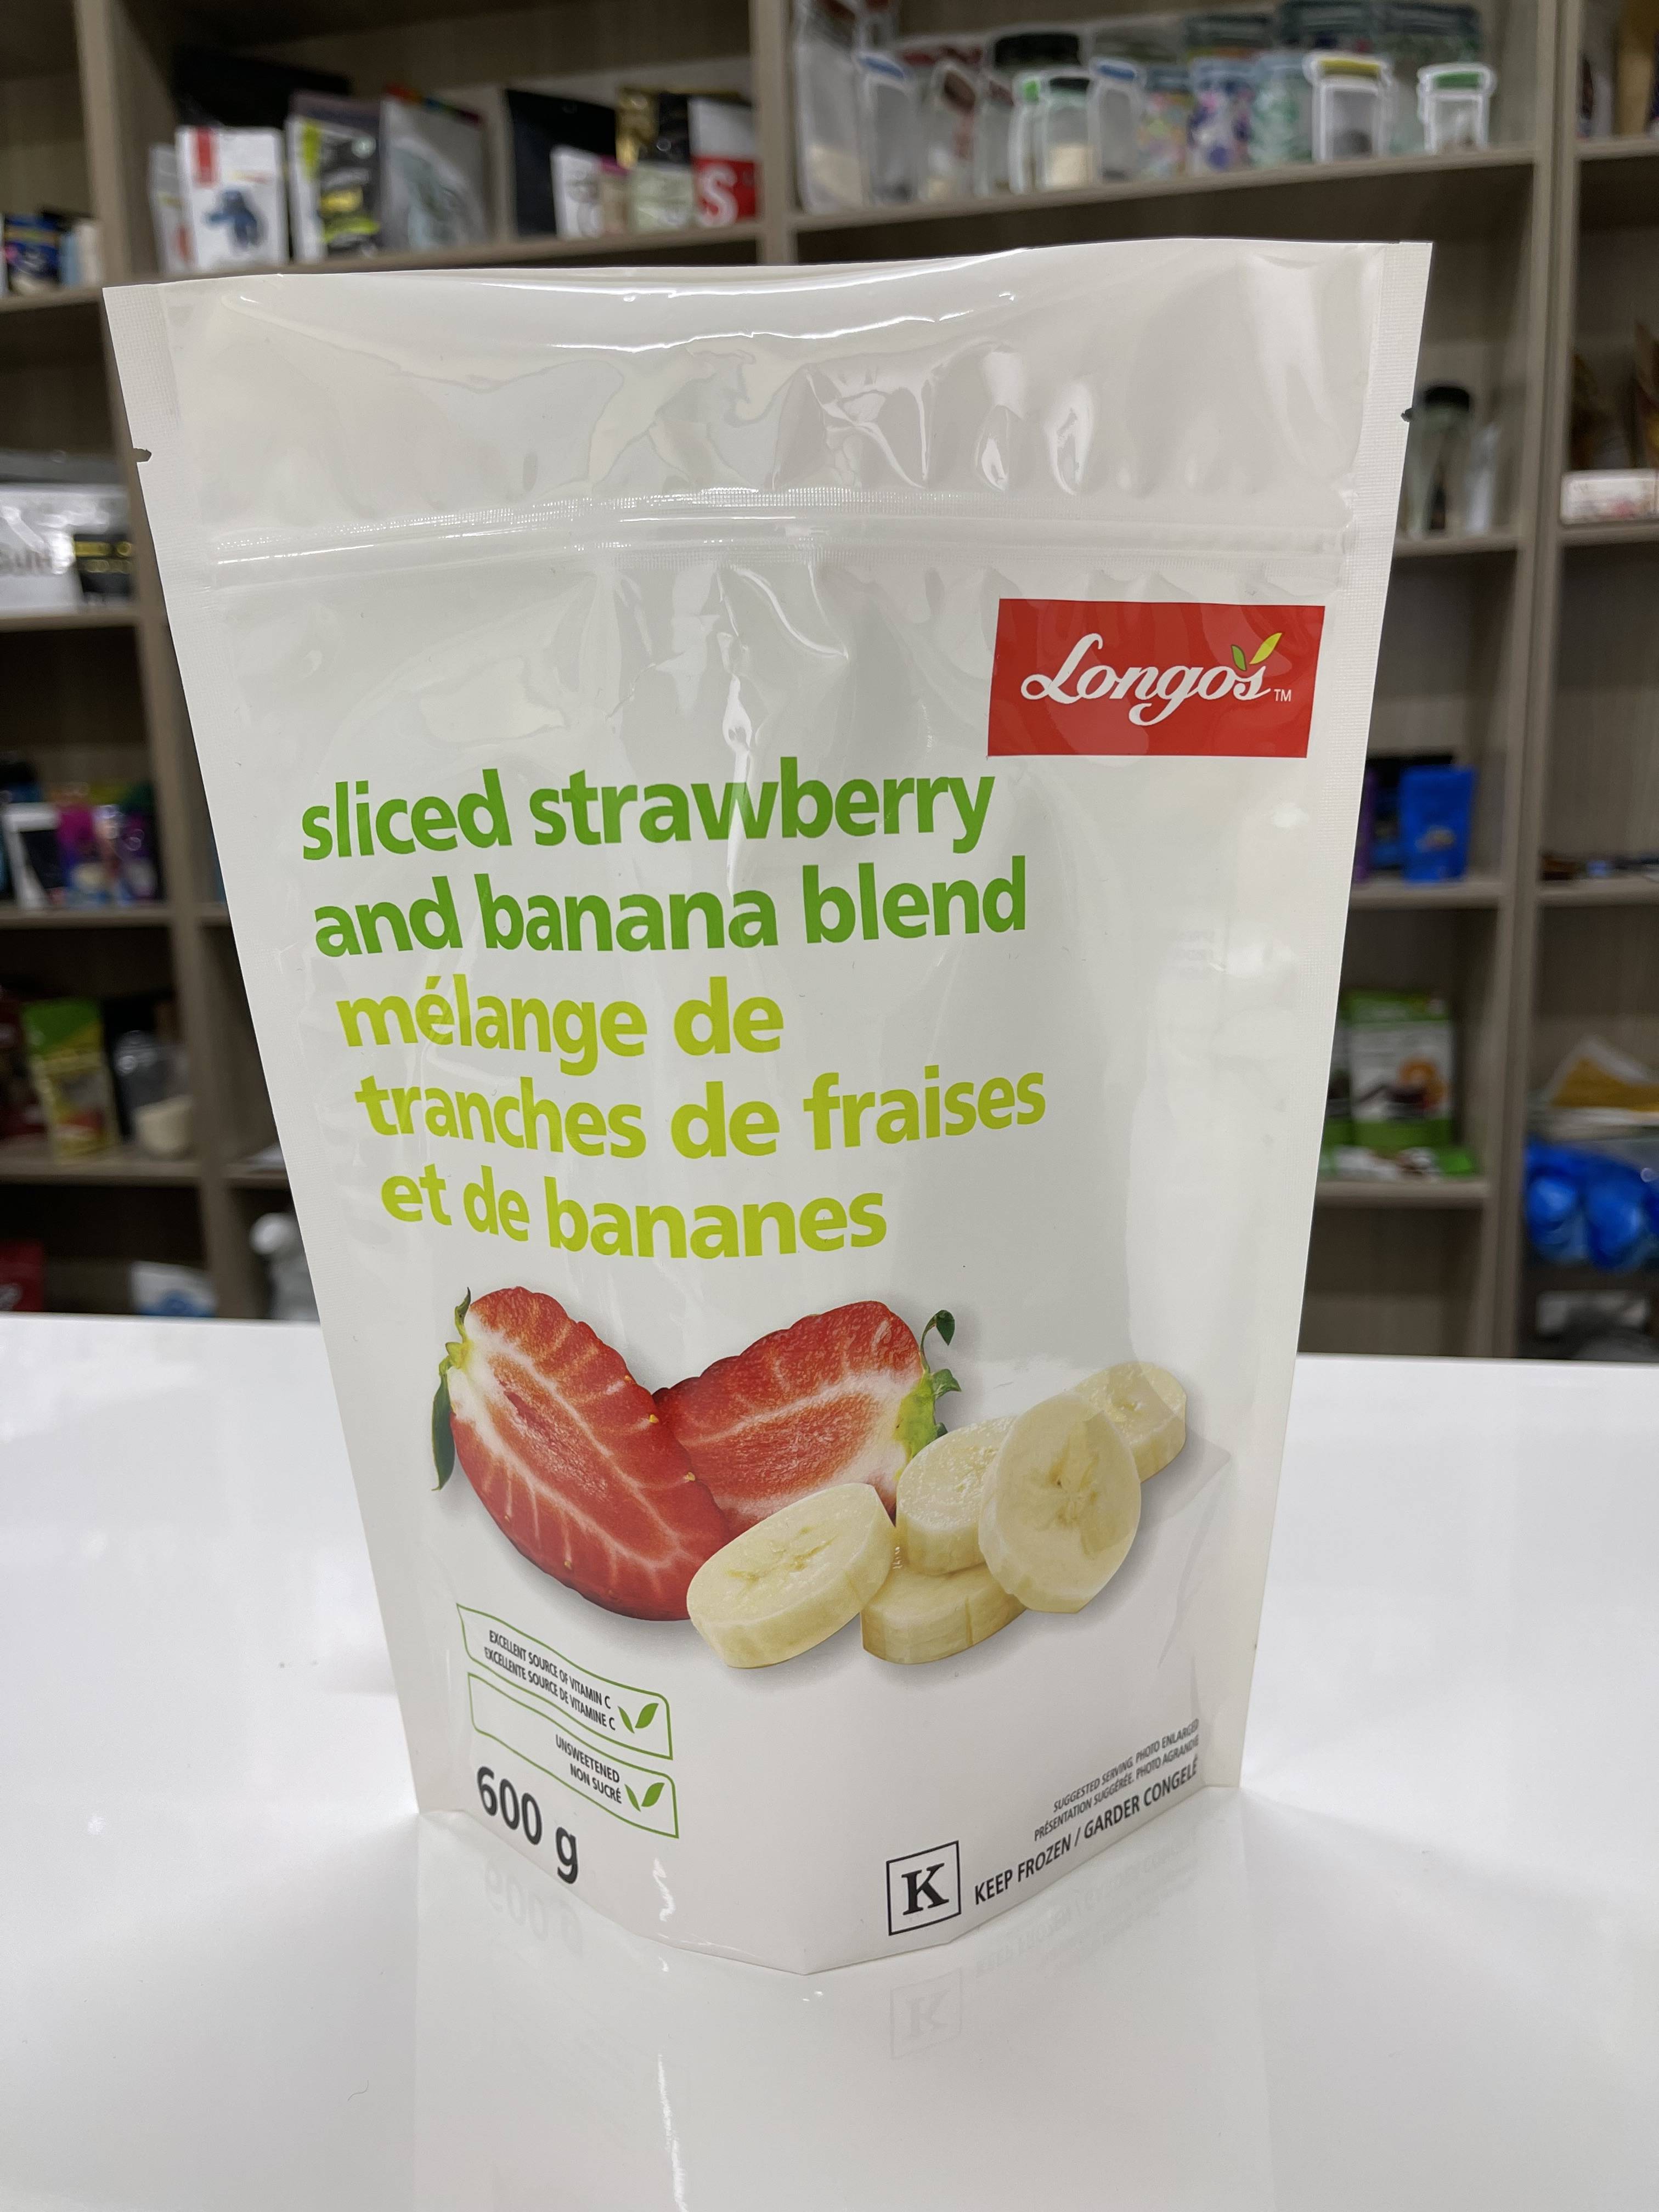 S
Longo's™
sliced strawberry
and banana blend
mélange de
tranches de fraises
et de bananes
EXCELLENT SOURCE OF VITAMIN C
EXCELLENTE SOURCE DE VITAMINE C
UNSWEETENED
NON SUCRÉ
600 g
SUGGESTED SERVING. PHOTO ENLARGED
PRÉSENTATION SUGGÉRÉE. PHOTO AGRANDIE
K
KEEP FROZEN / GARDER CONGELÉ